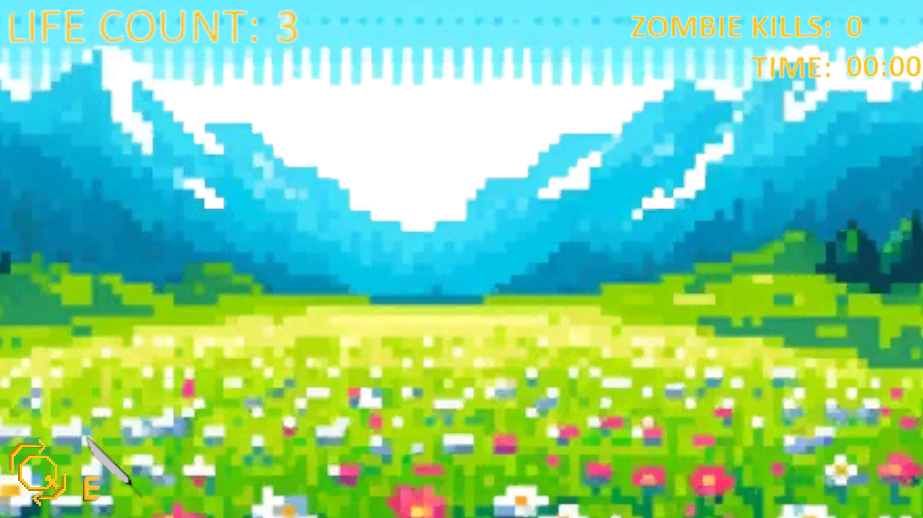 LIFE COUNT: 3
ZOMBIE KILLS: 0
TIME: 00:00
E